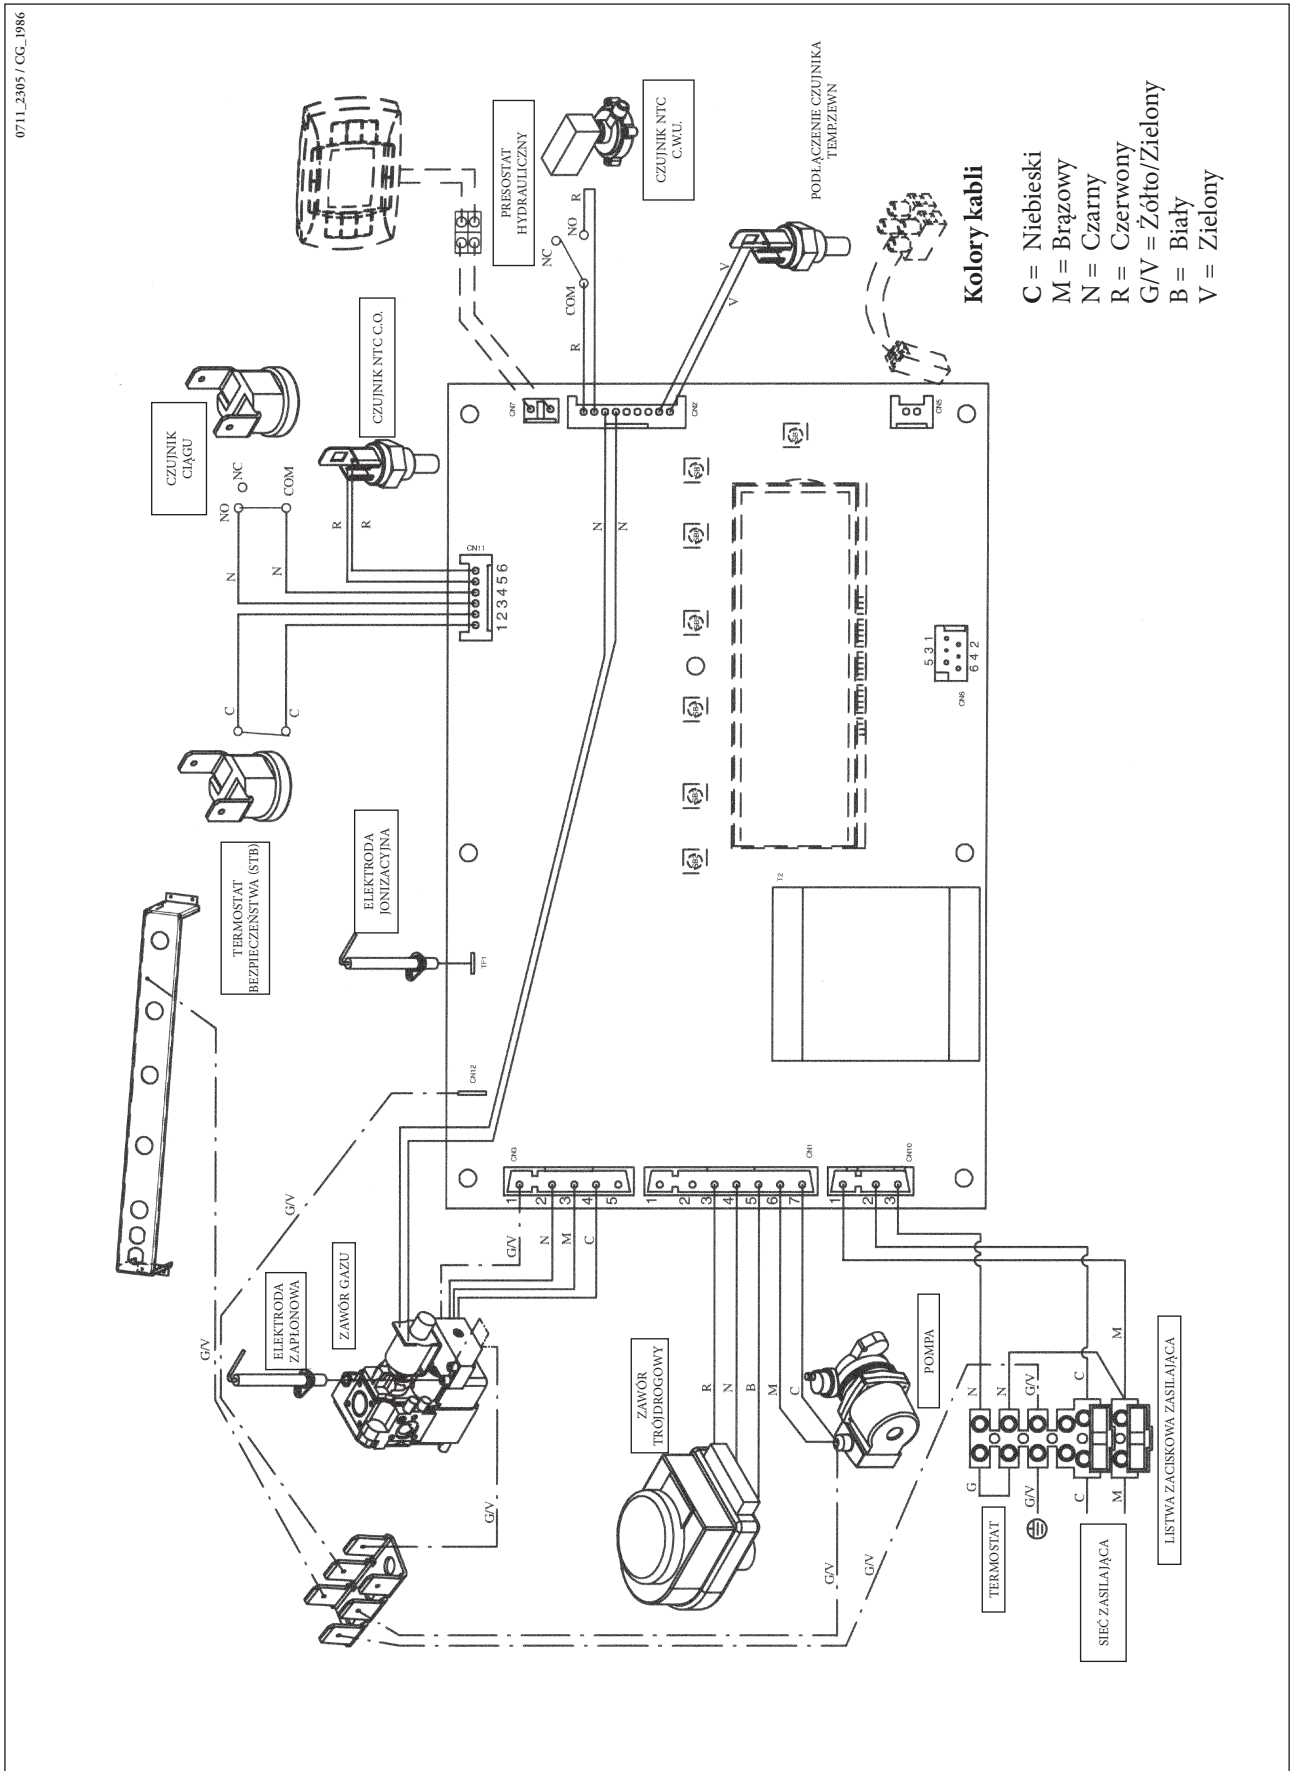 0711_2305 / CG_1986
CZUJNIK
CIĄGU
NO
NC
COM
N
N
C
C
TERMOSTAT
BEZPIECZEŃSTWA (STB)
CZUJNIK NTC C.O.
R
R
CN11
1 2 3 4 5 6
ELEKTRODA
JONIZACYJNA
TF1
CN12
G/V
G/V
ELEKTRODA
ZAPŁONOWA
ZAWÓR GAZU
G/V
G/V
N
M
C
CN3
1
2
3
4
5
PRESOSTAT
HYDRAULICZNY
NC
NO
COM
R
R
CZUJNIK NTC
C.W.U.
V
V
PODŁĄCZENIE CZUJNIKA
TEMP.ZEWN
CN7
CN2
N
N
CN5
CN6
5 3 1
6 4 2
T2
CN1
1
2
3
4
5
6
7
CN10
1
2
3
ZAWÓR
TRÓJDROGOWY
R
N
B
M
C
POMPA
G/V
G/V
N
N
G/V
C
M
G
G/V
C
M
TERMOSTAT
SIEĆ ZASILAJĄCA
LISTWA ZACISKOWA ZASILAJĄCA
Kolory kabli
C = Niebieski
M = Brązowy
N = Czarny
R = Czerwony
G/V = Żółto/Zielony
B = Biały
V = Zielony